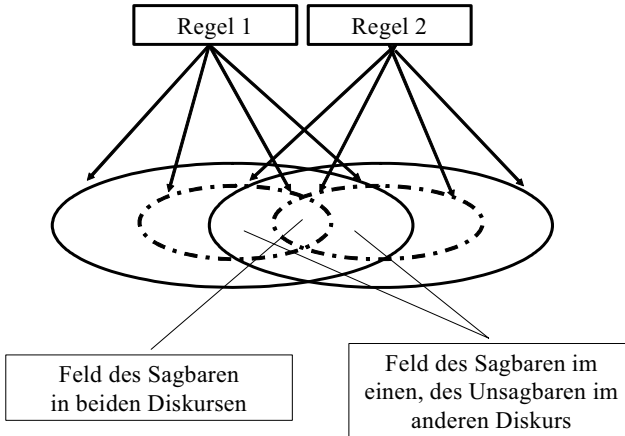 Regel 1
Regel 2
Feld des Sagbaren
in beiden Diskursen
Feld des Sagbaren im
einen, des Unsagbaren im
anderen Diskurs